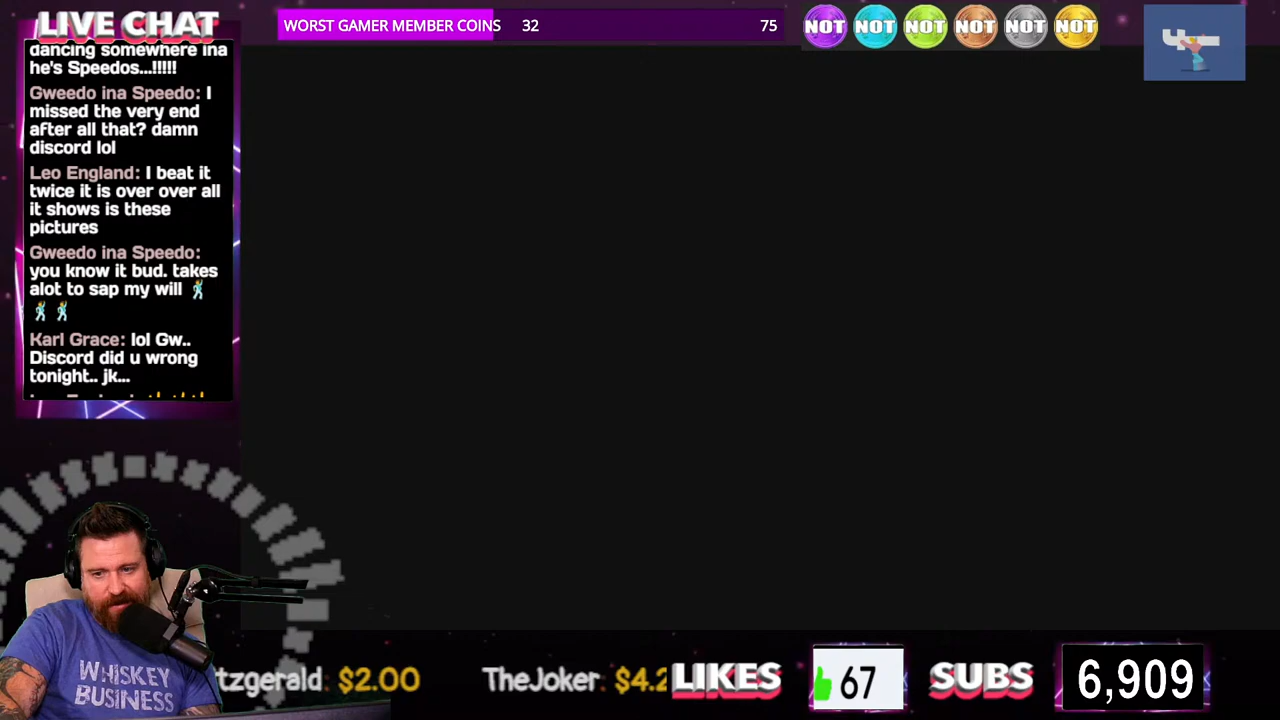 LIVE CHAT
WORST GAMER MEMBER COINS 32 75
NOT NOT NOT NOT NOT NOT
dancing somewhere ina
he's Speedos...!!!!!
Gweedo ina Speedo: I
missed the very end
after all that? damn
discord lol
Leo England: I beat it
twice it is over over all
it shows is these
pictures
Gweedo ina Speedo:
you know it bud. takes
alot to sap my will
Karl Grace: lol Gw..
Discord did u wrong
tonight.. jk...
WHISKEY
BUSINESS
tzgerald: $2.00 TheJoker: $4.2 LIKES 67 SUBS 6,909